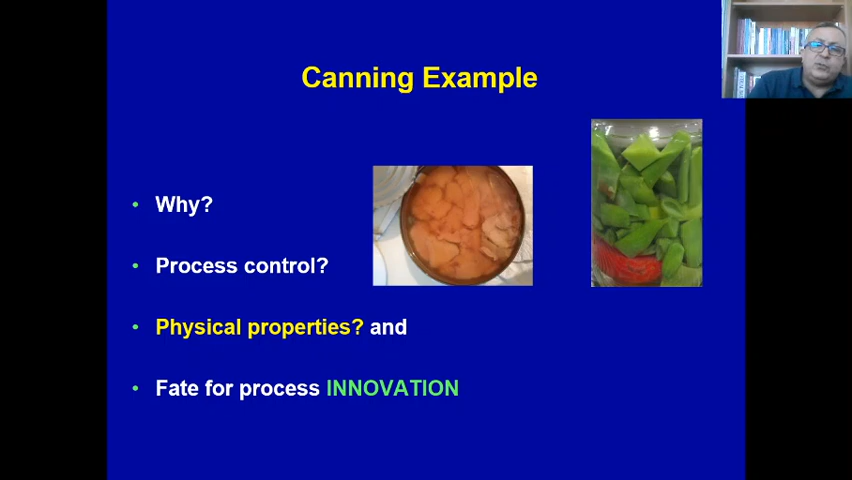 Canning Example
Why?
Process control?
Physical properties? and
Fate for process INNOVATION